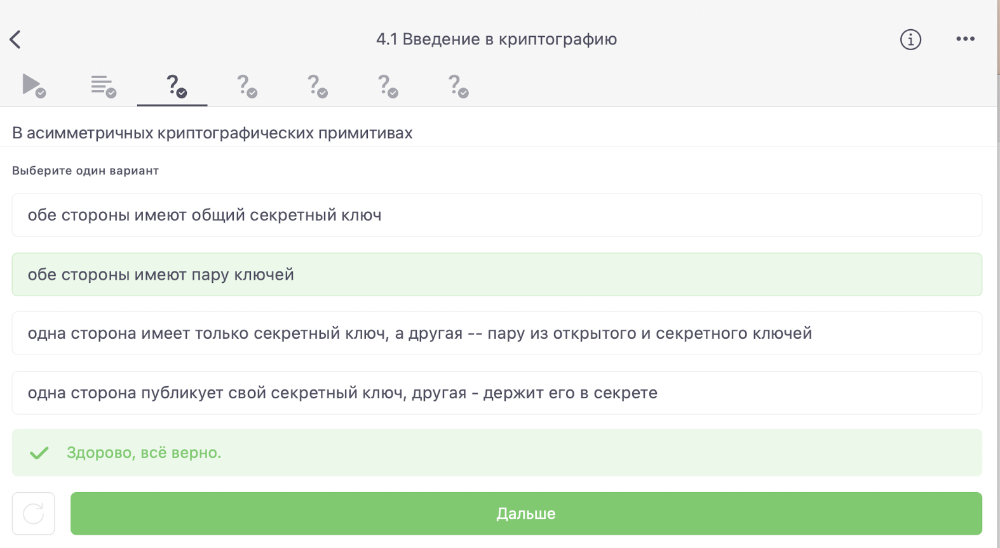 4.1 Введение в криптографию
В асимметричных криптографических примитивах
Выберите один вариант
обе стороны имеют общий секретный ключ
обе стороны имеют пару ключей
одна сторона имеет только секретный ключ, а другая -- пару из открытого и секретного ключей
одна сторона публикует свой секретный ключ, другая - держит его в секрете
Здорово, всё верно.
Дальше